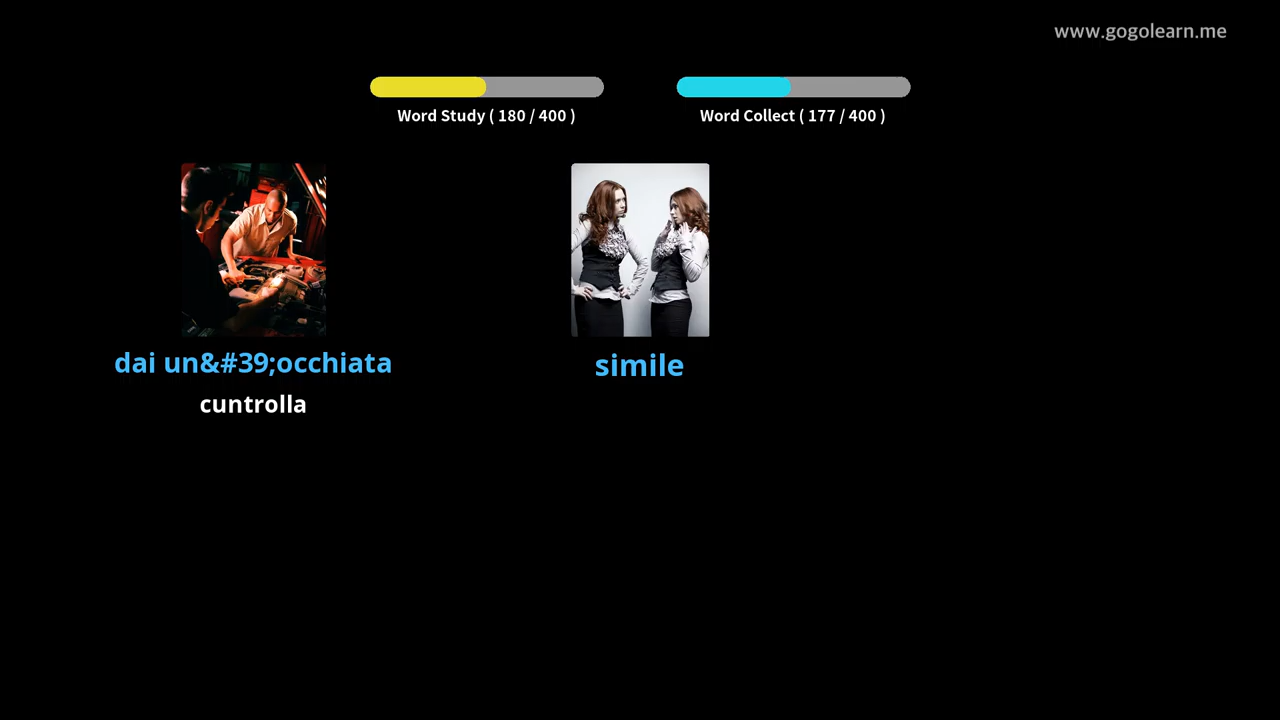 www.gogolearn.me
Word Study ( 180 / 400 )
Word Collect ( 177 / 400 )
dai un&#39;occhiata
cuntrolla
simile